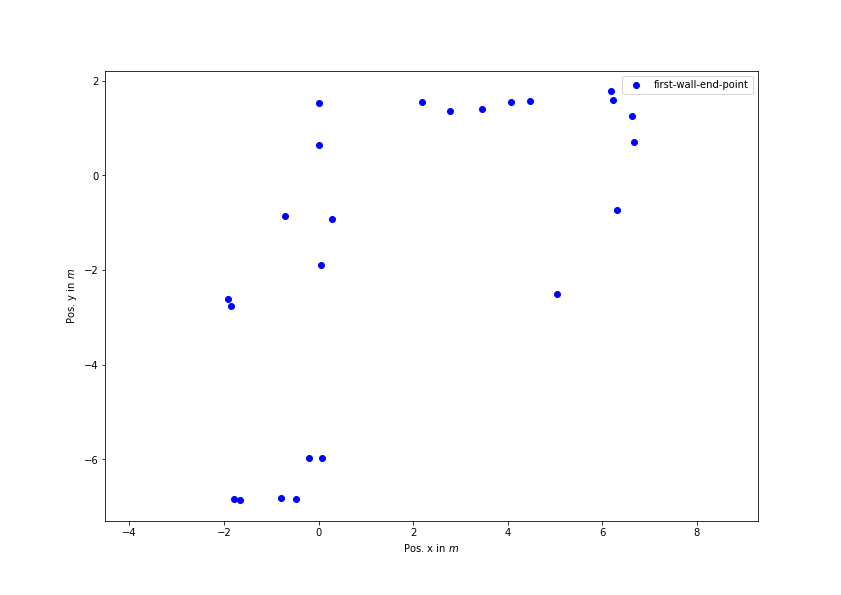 first-wall-end-point
2
0
−2
−4
−6
Pos. y in m
−4 −2 0 2 4 6 8
Pos. x in m